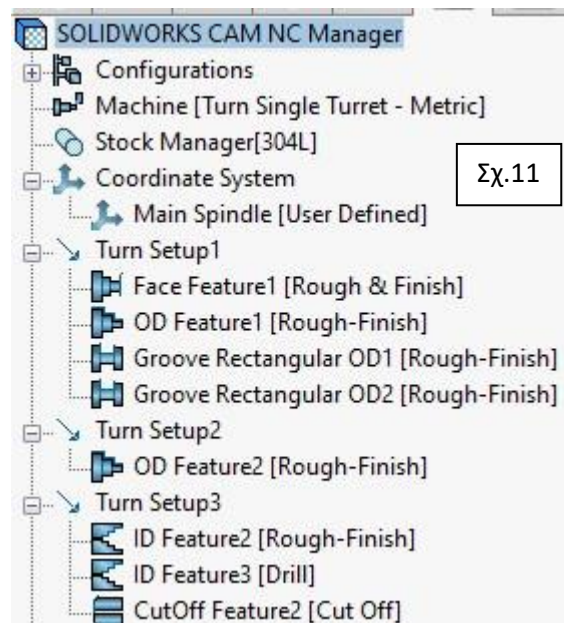 SOLIDWORKS CAM NC Manager
Configurations
Machine [Turn Single Turret - Metric]
Stock Manager[304L]
Σχ.11
Coordinate System
Main Spindle [User Defined]
Turn Setup1
Face Feature1 [Rough & Finish]
OD Feature1 [Rough-Finish]
Groove Rectangular OD1 [Rough-Finish]
Groove Rectangular OD2 [Rough-Finish]
Turn Setup2
OD Feature2 [Rough-Finish]
Turn Setup3
ID Feature2 [Rough-Finish]
ID Feature3 [Drill]
CutOff Feature2 [Cut Off]